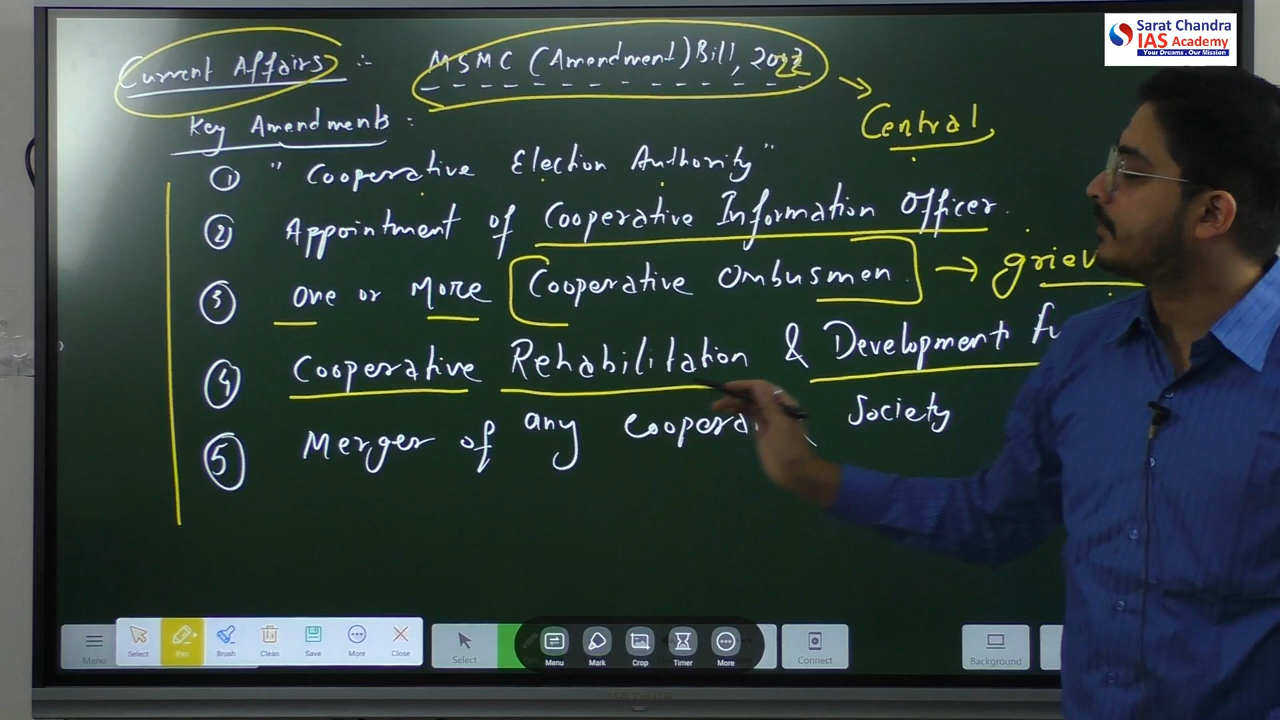 Sarat Chandra
IAS Academy
Your Dreams. Our Mission
Current Affairs :- MSMC (Amendment) Bill, 2022
Central
Key Amendments :
① "Cooperative Election Authority"
② Appointment of Cooperative Information Officer.
③ One or More Cooperative Ombusmen. → griev
④ Cooperative Rehabilitation & Development Fu
⑤ Merger of any Coopera Society
Menu Select Pen Brush Clean Save More Close Select Menu Mark Crop Timer More Connect Background